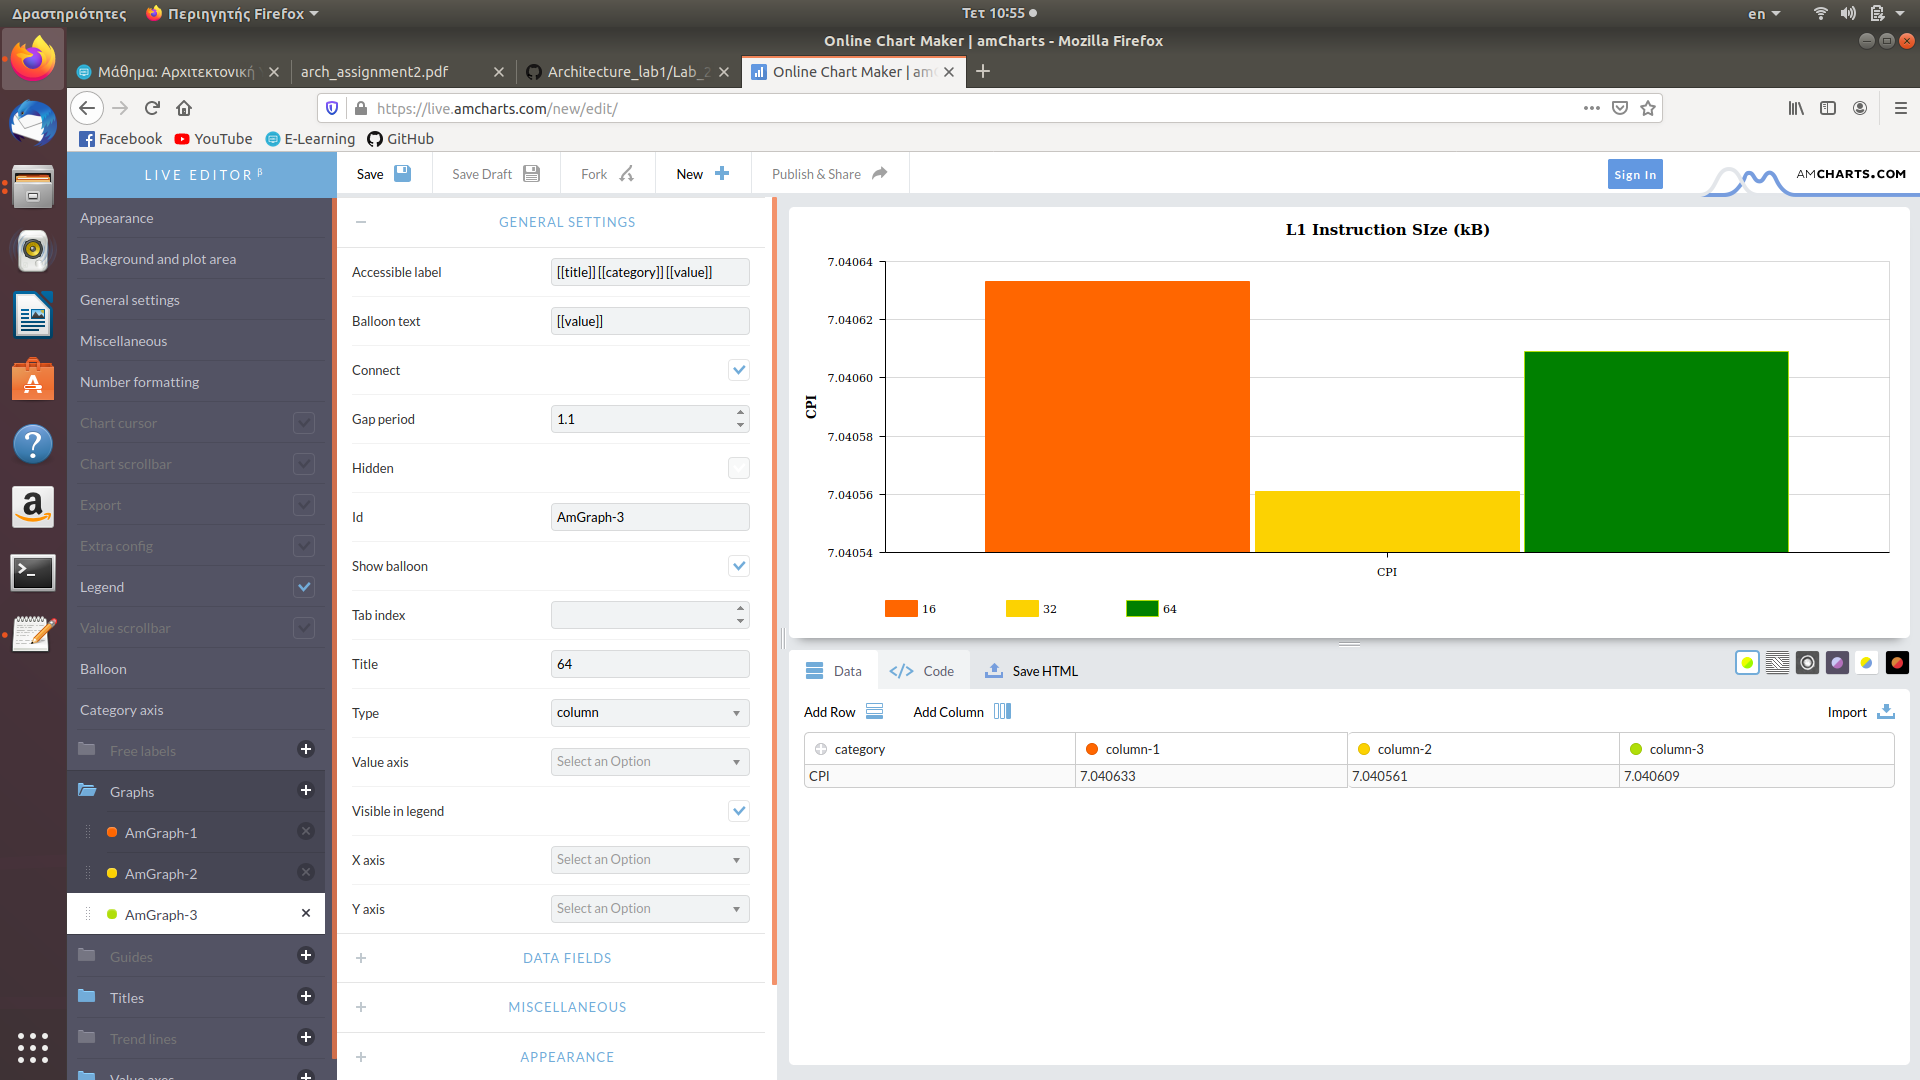 Δραστηριότητες
Περιηγητής Firefox
Τετ 10:55
en
Online Chart Maker | amCharts - Mozilla Firefox
Μάθημα: Αρχιτεκτονική
arch_assignment2.pdf
Architecture_lab1/Lab_2
Online Chart Maker | am
https://live.amcharts.com/new/edit/
Facebook
YouTube
E-Learning
GitHub
LIVE EDITOR β
Save
Save Draft
Fork
New
Publish & Share
Sign In
AMCHARTS.COM
Appearance
Background and plot area
General settings
Miscellaneous
Number formatting
Chart cursor
Chart scrollbar
Export
Extra config
Legend
Value scrollbar
Balloon
Category axis
Free labels
Graphs
AmGraph-1
AmGraph-2
AmGraph-3
Guides
Titles
Trend lines
Value axes
GENERAL SETTINGS
Accessible label
[[title]] [[category]] [[value]]
Balloon text
[[value]]
Connect
Gap period
1.1
Hidden
Id
AmGraph-3
Show balloon
Tab index
Title
64
Type
column
Value axis
Select an Option
Visible in legend
X axis
Select an Option
Y axis
Select an Option
DATA FIELDS
MISCELLANEOUS
APPEARANCE
L1 Instruction SIze (kB)
7.04064
7.04062
7.04060
7.04058
7.04056
7.04054
CPI
CPI
16
32
64
Data
Code
Save HTML
Add Row
Add Column
Import
category
column-1
column-2
column-3
CPI
7.040633
7.040561
7.040609